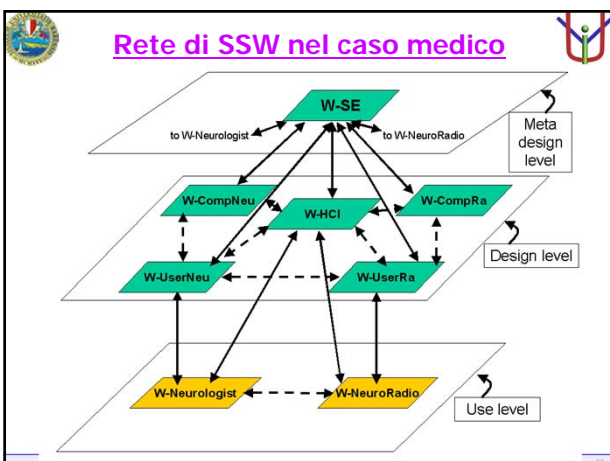 Rete di SSW nel caso medico
W-SE
to W-Neurologist
to W-NeuroRadio
Meta
design
level
W-CompNeu
W-HCI
W-CompRa
Design level
W-UserNeu
W-UserRa
W-Neurologist
W-NeuroRadio
Use level